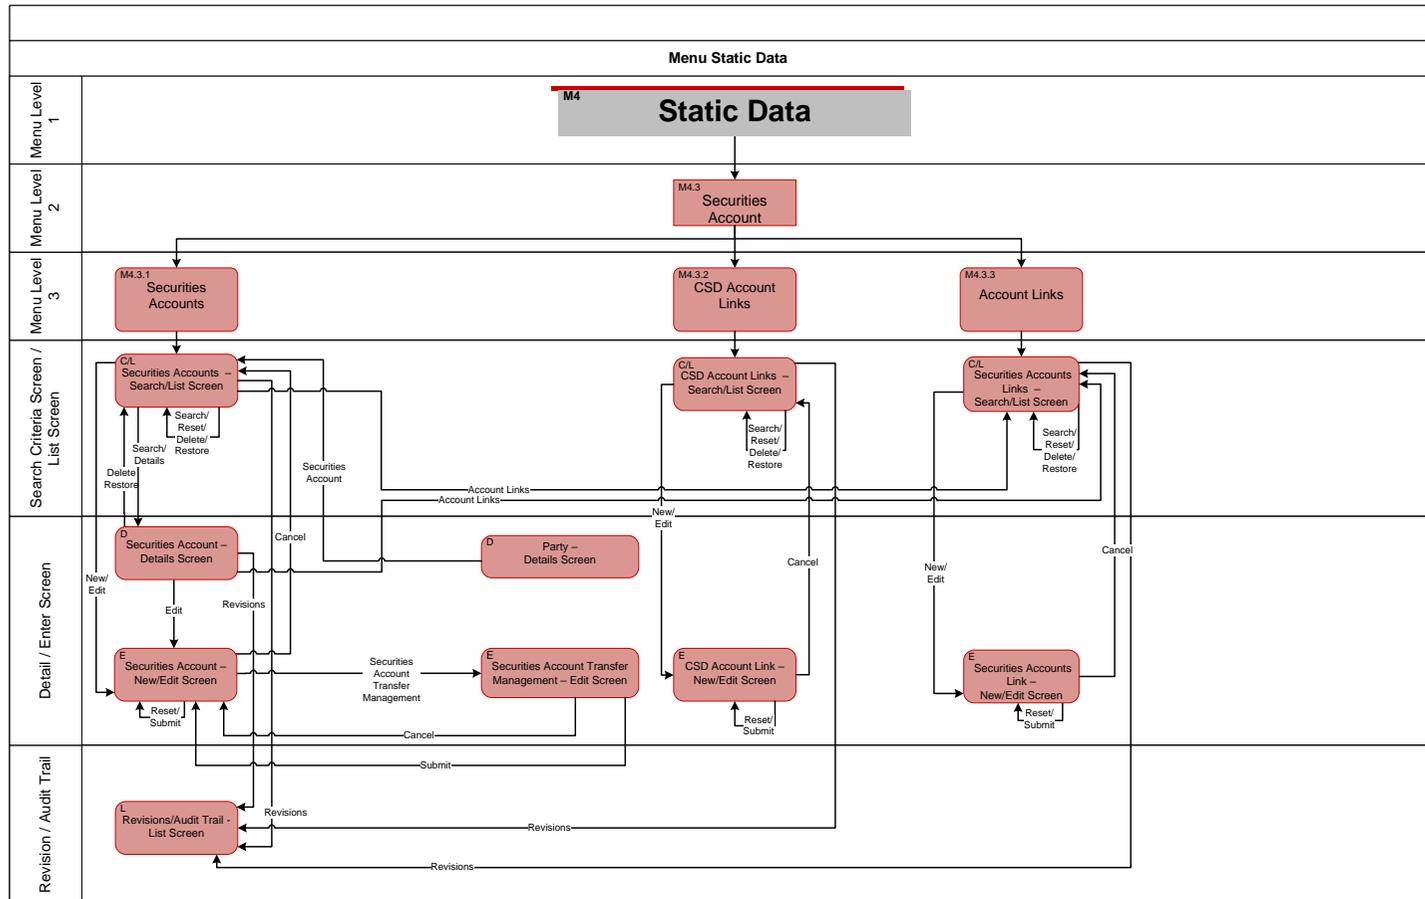 Menu Static Data
Menu Level
1
M4
Static Data
Menu Level
2
M4.3
Securities
Account
Menu Level
3
M4.3.1
Securities
Accounts
M4.3.2
CSD Account
Links
M4.3.3
Account Links
Search Criteria Screen /
List Screen
C/L
Securities Accounts –
Search/List Screen
C/L
CSD Account Links –
Search/List Screen
C/L
Securities Accounts
Links –
Search/List Screen
Search/
Reset/
Delete/
Restore
Search/
Details
Delete
Restore
Securities
Account
Search/
Reset/
Delete/
Restore
Search/
Reset/
Delete/
Restore
Account Links
Account Links
New/
Edit
Detail / Enter Screen
D
Securities Account –
Details Screen
Cancel
D
Party –
Details Screen
Cancel
Cancel
New/
Edit
New/
Edit
Edit
Revisions
E
Securities Account –
New/Edit Screen
Securities
Account
Transfer
Management
E
Securities Account Transfer
Management – Edit Screen
E
CSD Account Link –
New/Edit Screen
E
Securities Accounts
Link –
New/Edit Screen
Reset/
Submit
Reset/
Submit
Reset/
Submit
Cancel
Submit
Revision / Audit Trail
L
Revisions/Audit Trail -
List Screen
Revisions
Revisions
Revisions